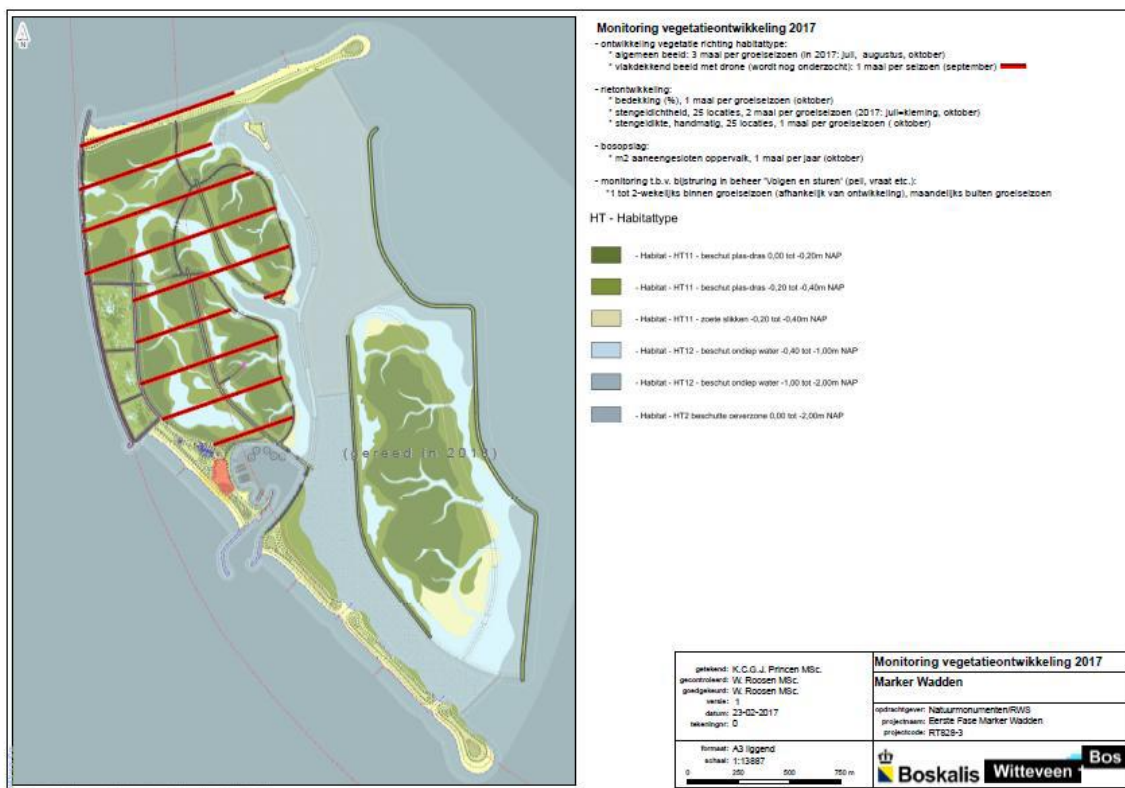 N
Monitoring vegetatieontwikkeling 2017
- ontwikkeling vegetatie richting habitattype:
* algemeen beeld: 3 maal per groeiseizoen (in 2017: juli, augustus, oktober)
* vlakdekkend beeld met drone (wordt nog onderzocht): 1 maal per seizoen (september)
- rietontwikkeling:
* bedekking (%), 1 maal per groeiseizoen (oktober)
* stengeldichtheid, 25 locaties, 2 maal per groeiseizoen (2017: juli=kieming, oktober)
* stengeldikte, handmatig, 25 locaties, 1 maal per groeiseizoen ( oktober)
- bosopslag:
* m2 aaneengesloten oppervalk, 1 maal per jaar (oktober)
- monitoring t.b.v. bijstruring in beheer 'Volgen en sturen' (peil, vraat etc.):
*1 tot 2-wekelijks binnen groeiseizoen (afhankelijk van ontwikkeling), maandelijks buiten groeiseizoen
HT - Habitattype
- Habitat - HT11 - beschut plas-dras 0,00 tot -0,20m NAP
- Habitat - HT11 - beschut plas-dras -0,20 tot -0,40m NAP
- Habitat - HT11 - zoete slikken -0,20 tot -0,40m NAP
- Habitat - HT12 - beschut ondiep water -0,40 tot -1,00m NAP
- Habitat - HT12 - beschut ondiep water -1,00 tot -2,00m NAP
- Habitat - HT2 beschutte oeverzone 0,00 tot -2,00m NAP
(gereed in 2018)
getekend: K.C.G.J. Princen MSc.
gecontroleerd: W. Roosen MSc.
goedgekeurd: W. Roosen MSc.
versie: 1
datum: 23-02-2017
tekeningnr: 0
formaat: A3 liggend
schaal: 1:13887
0 250 500 750 m
Monitoring vegetatieontwikkeling 2017
Marker Wadden
opdrachtgever: Natuurmonumenten/RWS
projectnaam: Eerste Fase Marker Wadden
projectcode: RT828-3
Boskalis
Witteveen + Bos